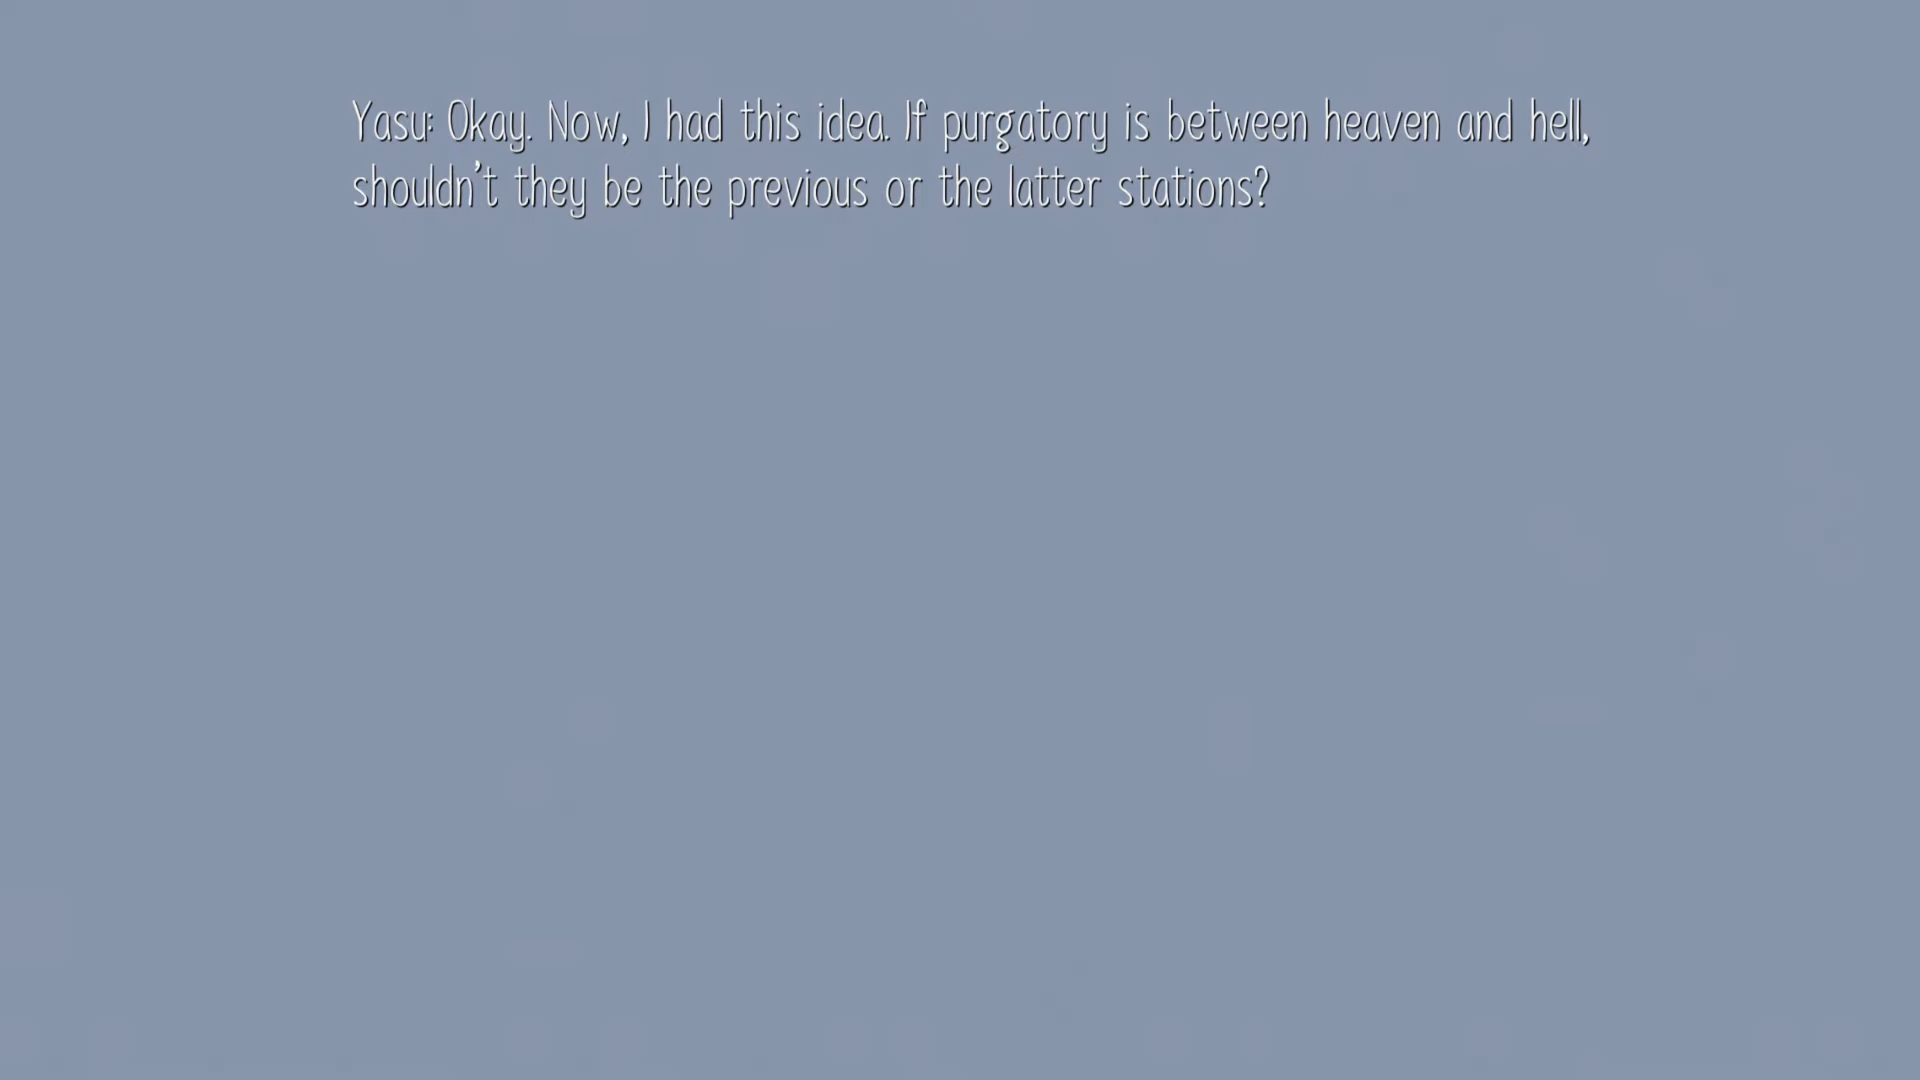 Yasu: Okay. Now, I had this idea. If purgatory is between heaven and hell,
shouldn't they be the previous or the latter stations?